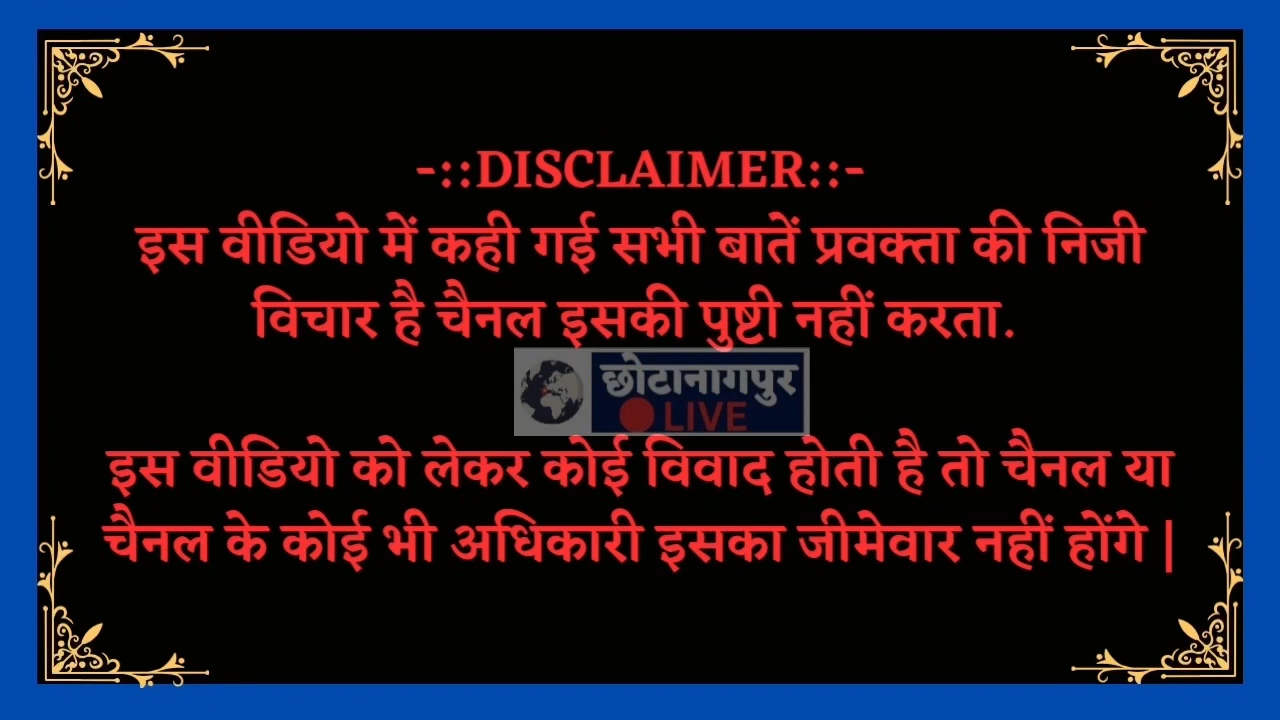 -::DISCLAIMER::-
इस वीडियो में कही गई सभी बातें प्रवक्ता की निजी
विचार है चैनल इसकी पुष्टी नहीं करता.
छोटानागपुर
LIVE
इस वीडियो को लेकर कोई विवाद होती है तो चैनल या
चैनल के कोई भी अधिकारी इसका जीमेवार नहीं होंगे |